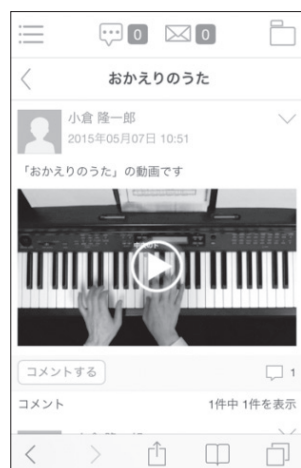 0 0
おかえりのうた
小倉 隆一郎
2015年05月07日 10:51
「おかえりのうた」の動画です
コメントする 1
コメント 1件中 1件を表示